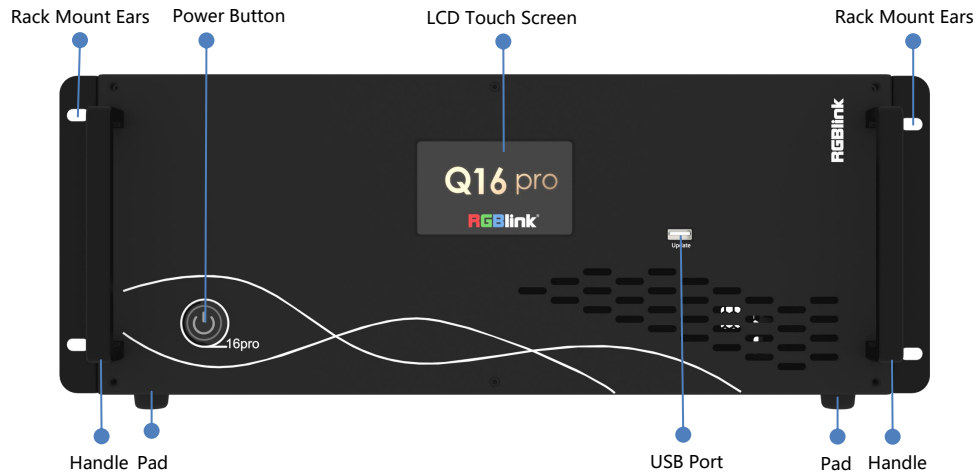 Rack Mount Ears
Power Button
LCD Touch Screen
Rack Mount Ears
RGBlink
Q16 pro
RGBlink
Update
16pro
Handle
Pad
USB Port
Pad
Handle